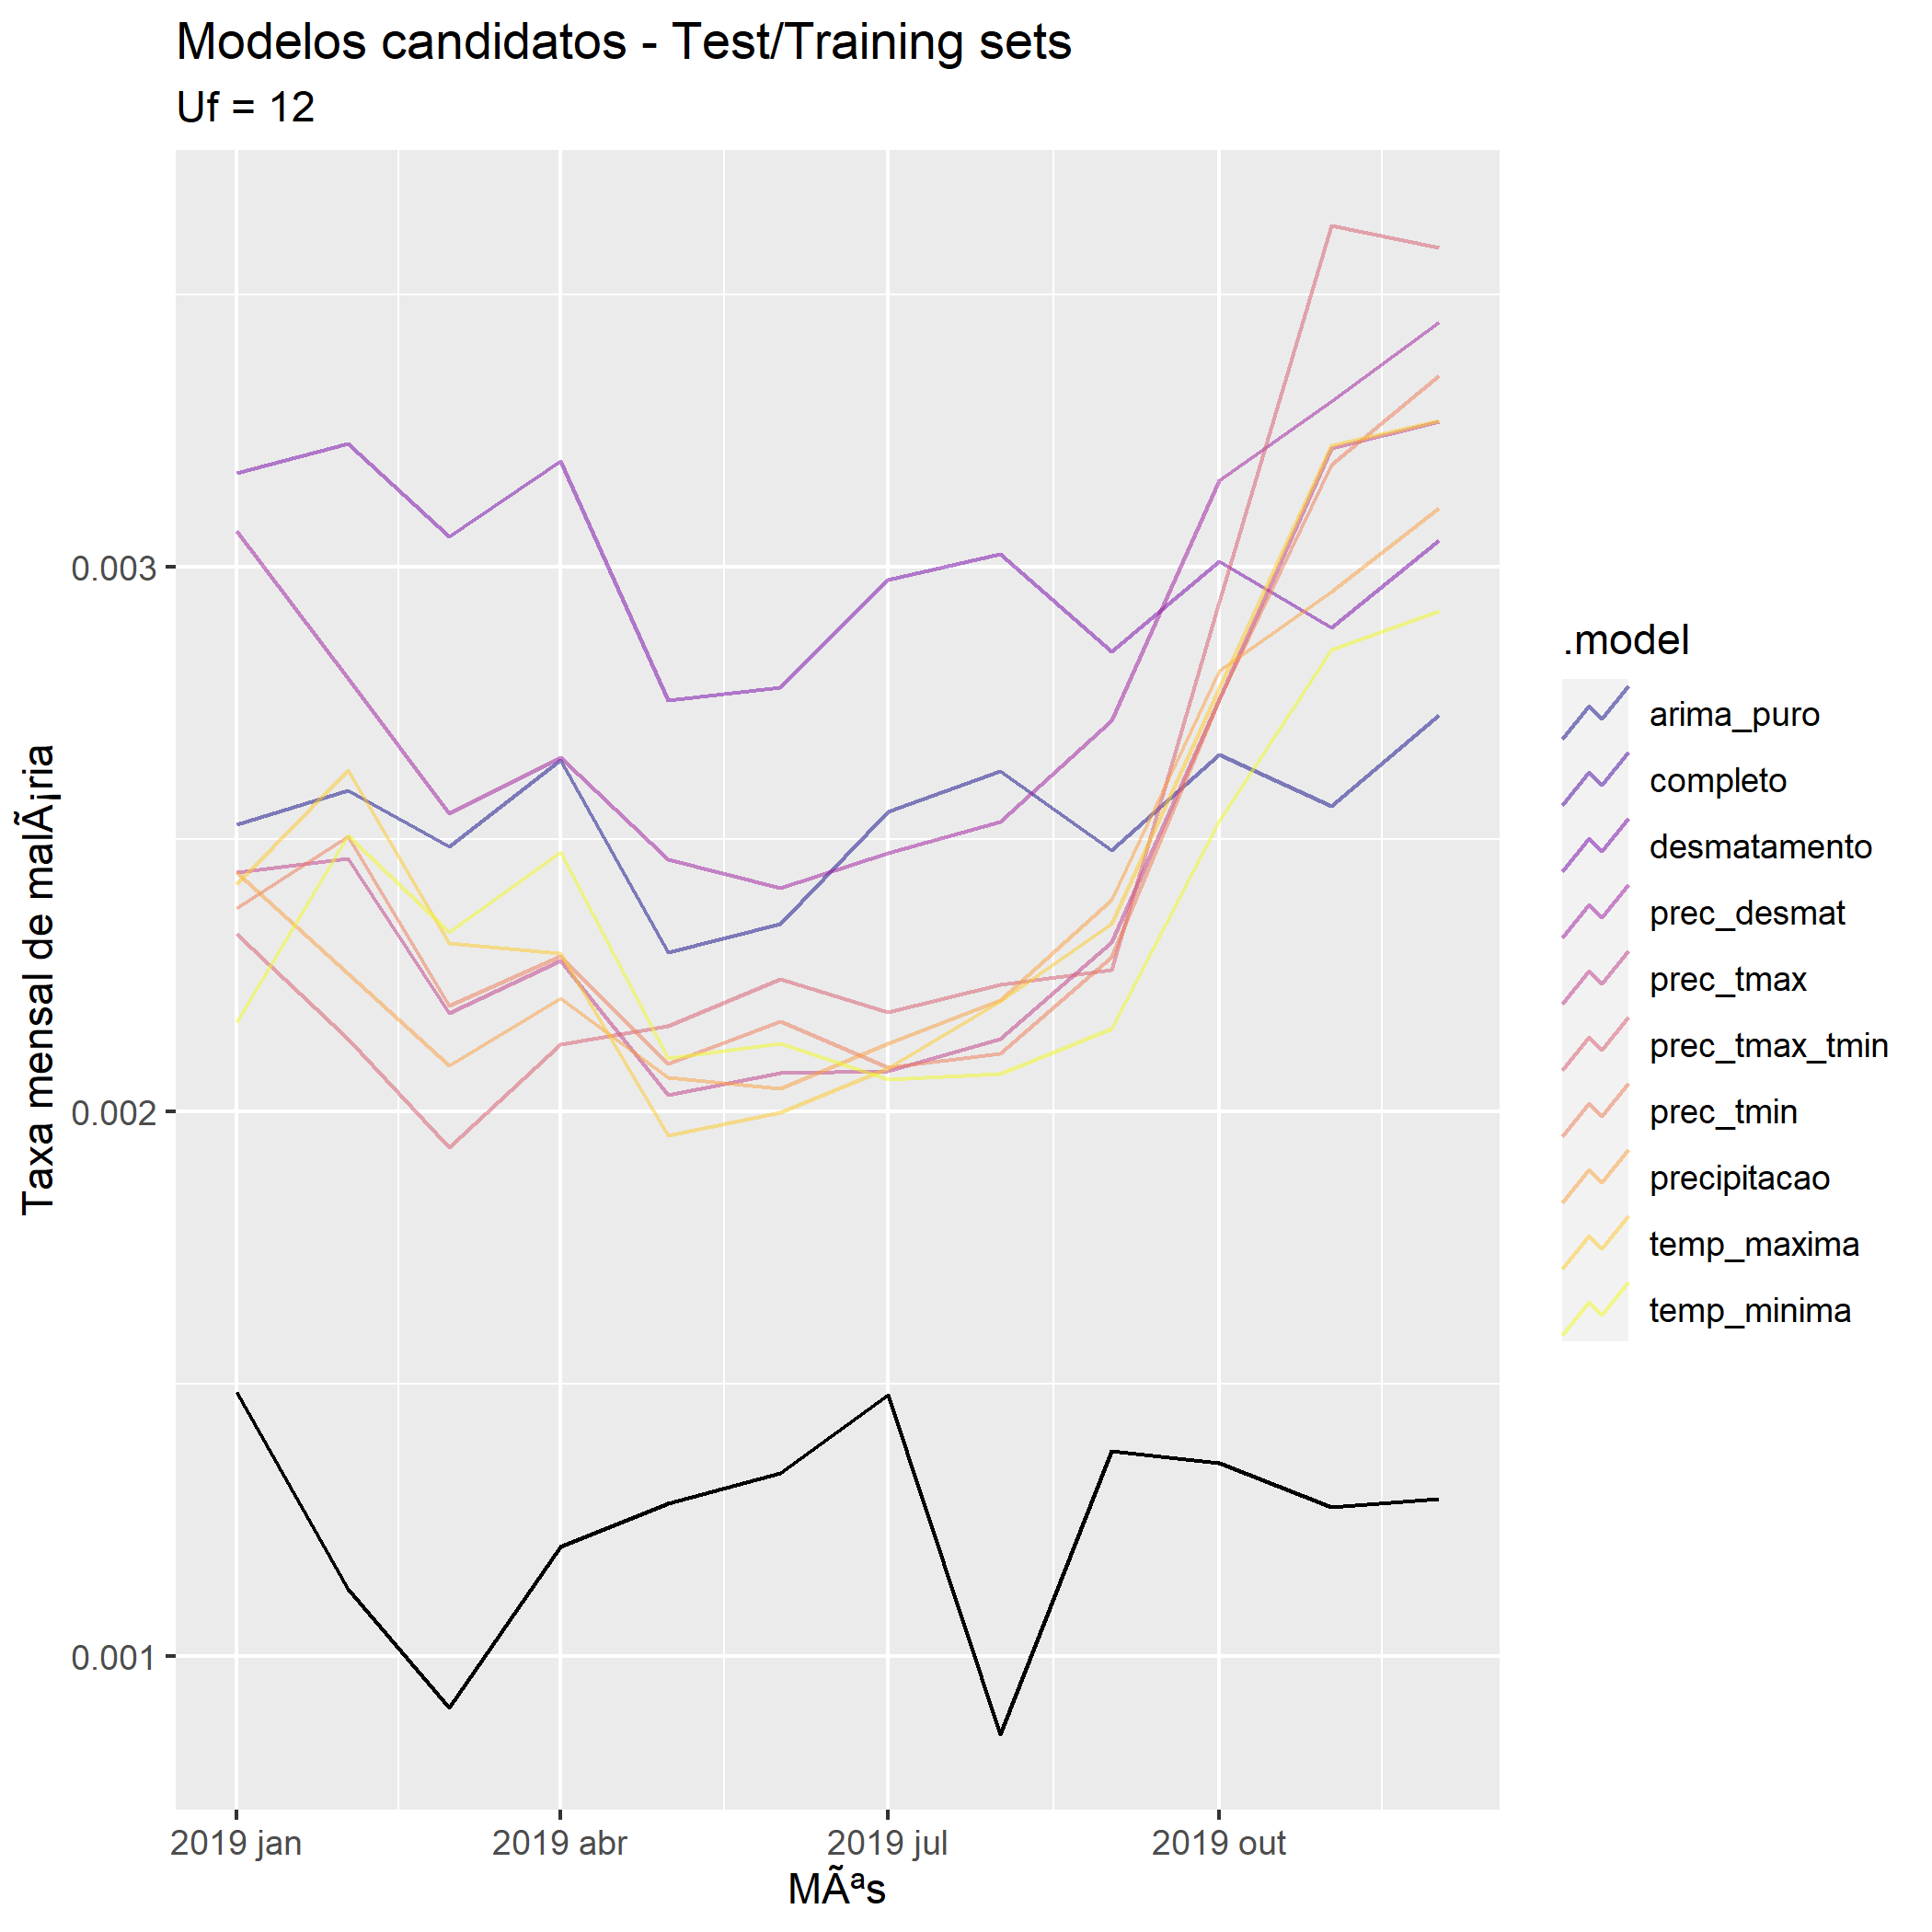 Modelos candidatos - Test/Training sets
Uf = 12
Taxa mensal de malÃ¡ria
0.003
0.002
0.001
2019 jan
2019 abr
2019 jul
2019 out
MÃªs
.model
arima_puro
completo
desmatamento
prec_desmat
prec_tmax
prec_tmax_tmin
prec_tmin
precipitacao
temp_maxima
temp_minima